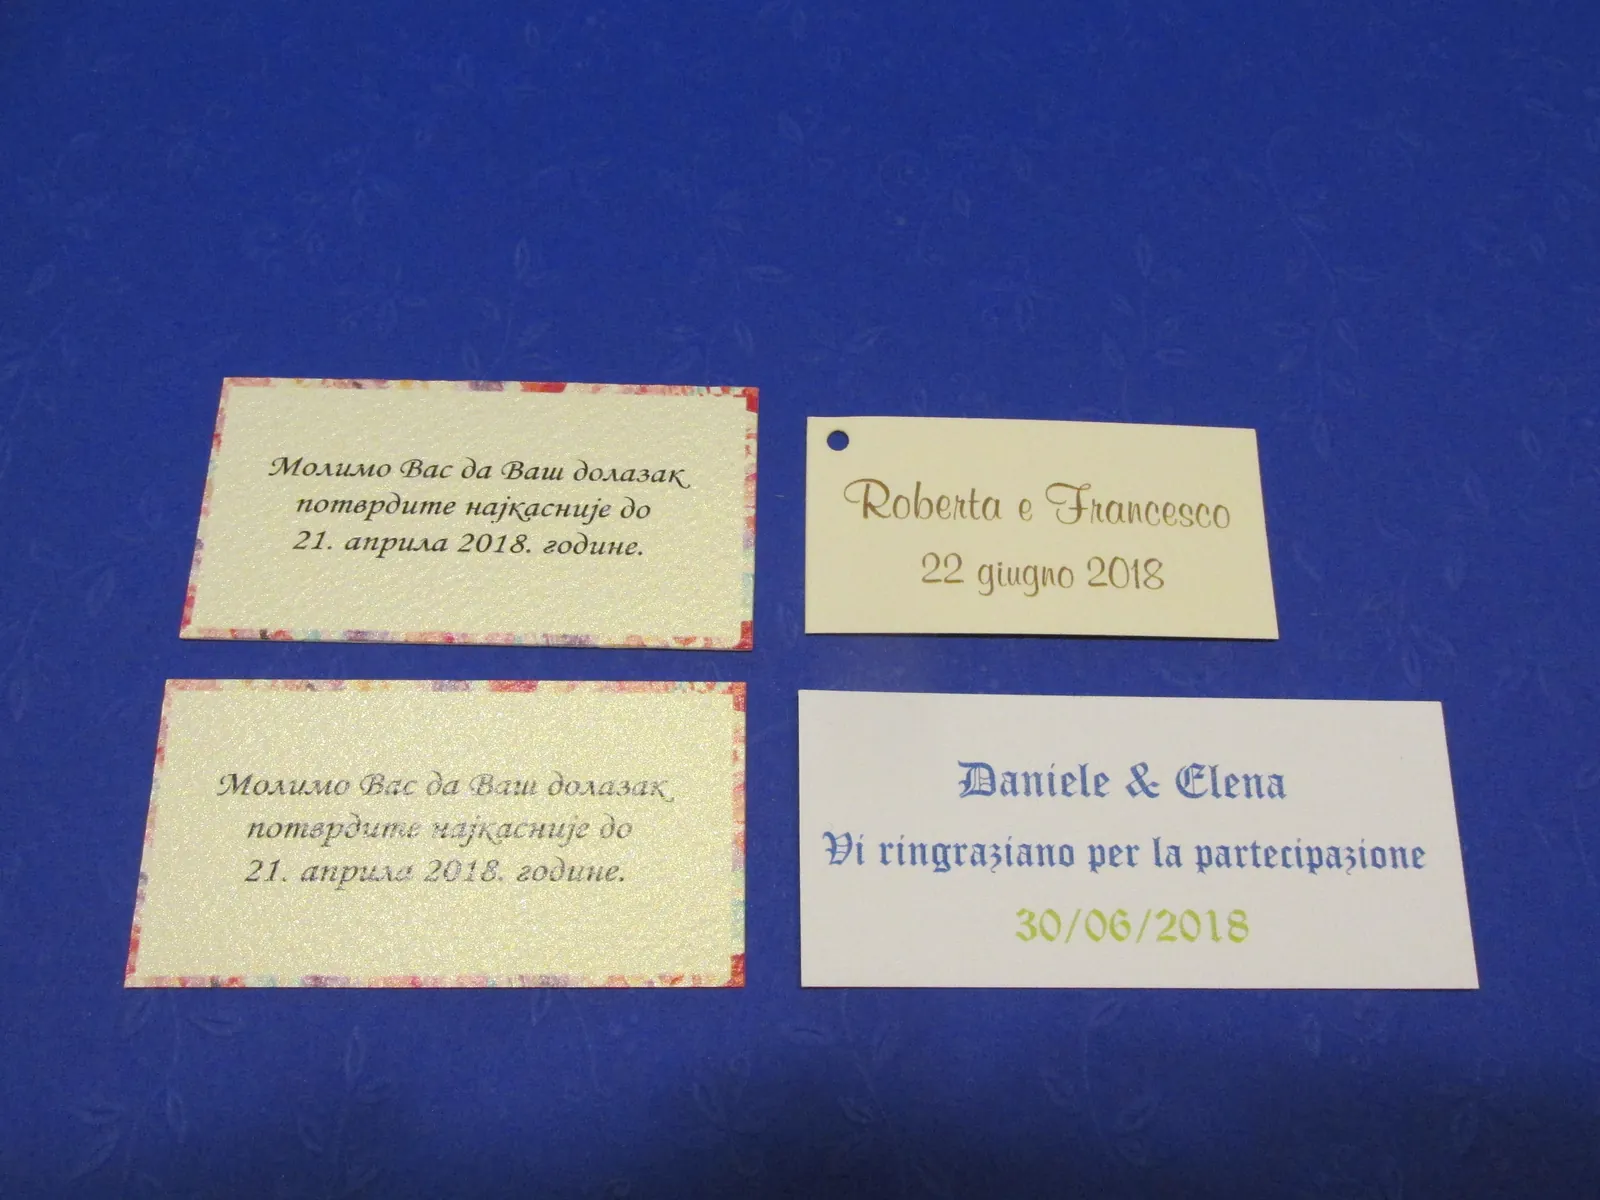 Молимо Вас да Ваш долазак
потврдите најкасније до
21. априла 2018. године.
Roberta e Francesco
22 giugno 2018
Молимо Вас да Ваш долазак
потврдите најкасније до
21. априла 2018. године.
Daniele & Elena
Vi ringraziano per la partecipazione
30/06/2018